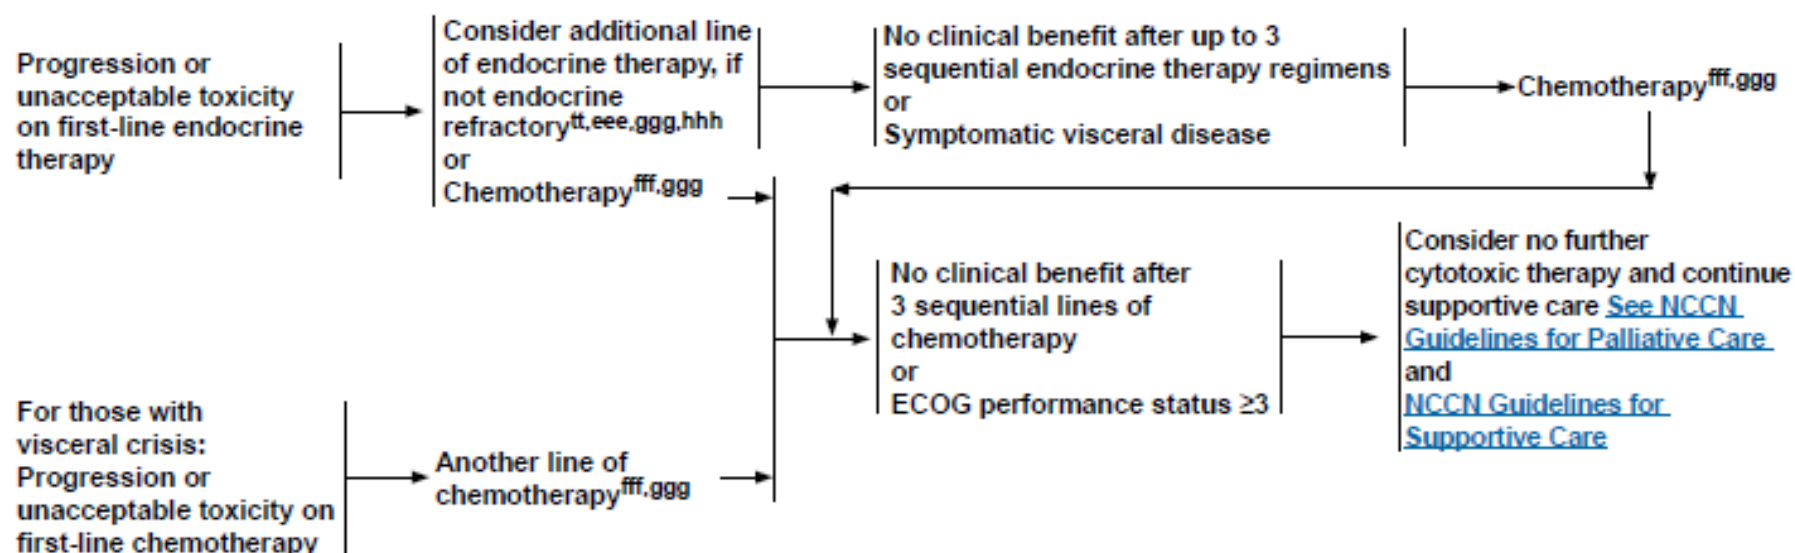 Progression or
unacceptable toxicity
on first-line endocrine
therapy
Consider additional line
of endocrine therapy, if
not endocrine
refractorytt,eee,ggg,hhh
or
Chemotherapyfff,ggg
No clinical benefit after up to 3
sequential endocrine therapy regimens
or
Symptomatic visceral disease
Chemotherapyfff,ggg
For those with
visceral crisis:
Progression or
unacceptable toxicity on
first-line chemotherapy
Another line of
chemotherapyfff,ggg
No clinical benefit after
3 sequential lines of
chemotherapy
or
ECOG performance status ≥3
Consider no further
cytotoxic therapy and continue
supportive care See NCCN
Guidelines for Palliative Care
and
NCCN Guidelines for
Supportive Care